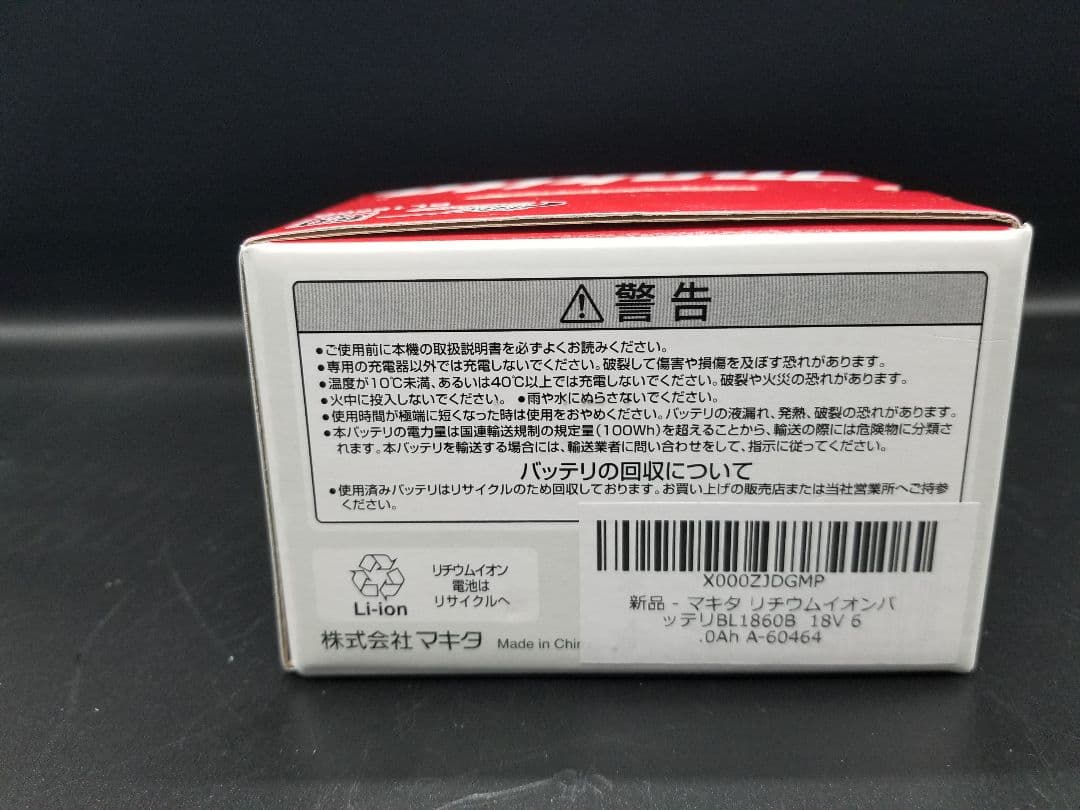 警告
●ご使用前に本機の取扱説明書を必ずよくお読みください。
●専用の充電器以外では充電しないでください。破裂して傷害や損傷を及ぼす恐れがあります。
●温度が10℃未満、あるいは40℃以上では充電しないでください。破裂や火災の恐れがあります。
●火中に投入しないでください。 ●雨や水にぬらさないでください。
●使用時間が極端に短くなった時は使用をおやめください。バッテリの液漏れ、発熱、破裂の恐れがあります。
●本バッテリの電力量は国連輸送規制の規定量（100Wh）を超えることから、輸送の際には危険物に分類さ
れます。本バッテリを輸送する場合には、輸送業者に問い合わせをして、指示に従ってください。
バッテリの回収について
●使用済みバッテリはリサイクルのため回収しております。お買い上げの販売店または当社営業所へご持参
ください。
リチウムイオン
電池は
リサイクルへ
Li-ion
株式会社 マキタ Made in Chin
X000ZJDGMP
新品 - マキタ リチウムイオンバ
ッテリBL1860B 18V 6
.0Ah A-60464